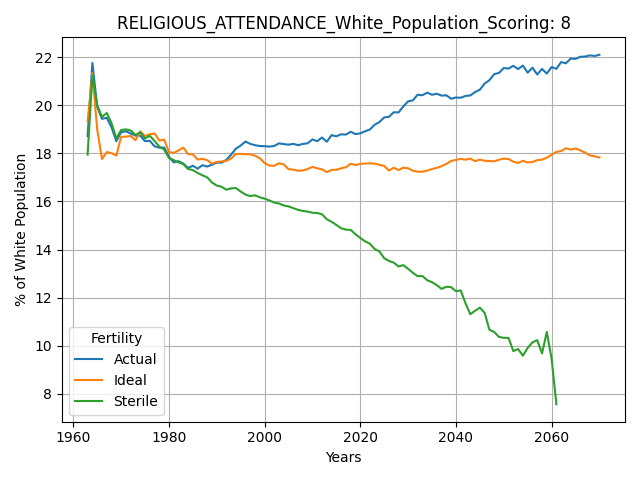 RELIGIOUS_ATTENDANCE_White_Population_Scoring: 8
% of White Population
22
20
18
16
14
12
10
8
Fertility
Actual
Ideal
Sterile
1960
1980
2000
2020
2040
2060
Years